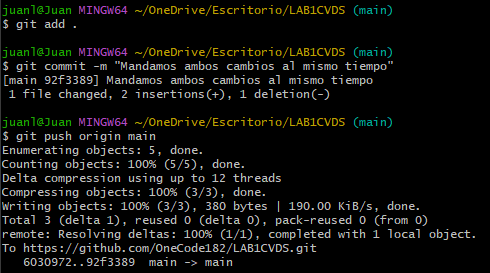 juanl@Juan MINGW64 ~/OneDrive/Escritorio/LAB1CVDS (main)
$ git add .
juanl@Juan MINGW64 ~/OneDrive/Escritorio/LAB1CVDS (main)
$ git commit -m "Mandamos ambos cambios al mismo tiempo"
[main 92f3389] Mandamos ambos cambios al mismo tiempo
 1 file changed, 2 insertions(+), 1 deletion(-)
juanl@Juan MINGW64 ~/OneDrive/Escritorio/LAB1CVDS (main)
$ git push origin main
Enumerating objects: 5, done.
Counting objects: 100% (5/5), done.
Delta compression using up to 12 threads
Compressing objects: 100% (3/3), done.
Writing objects: 100% (3/3), 380 bytes | 190.00 KiB/s, done.
Total 3 (delta 1), reused 0 (delta 0), pack-reused 0 (from 0)
remote: Resolving deltas: 100% (1/1), completed with 1 local object.
To https://github.com/OneCode182/LAB1CVDS.git
   6030972..92f3389  main -> main